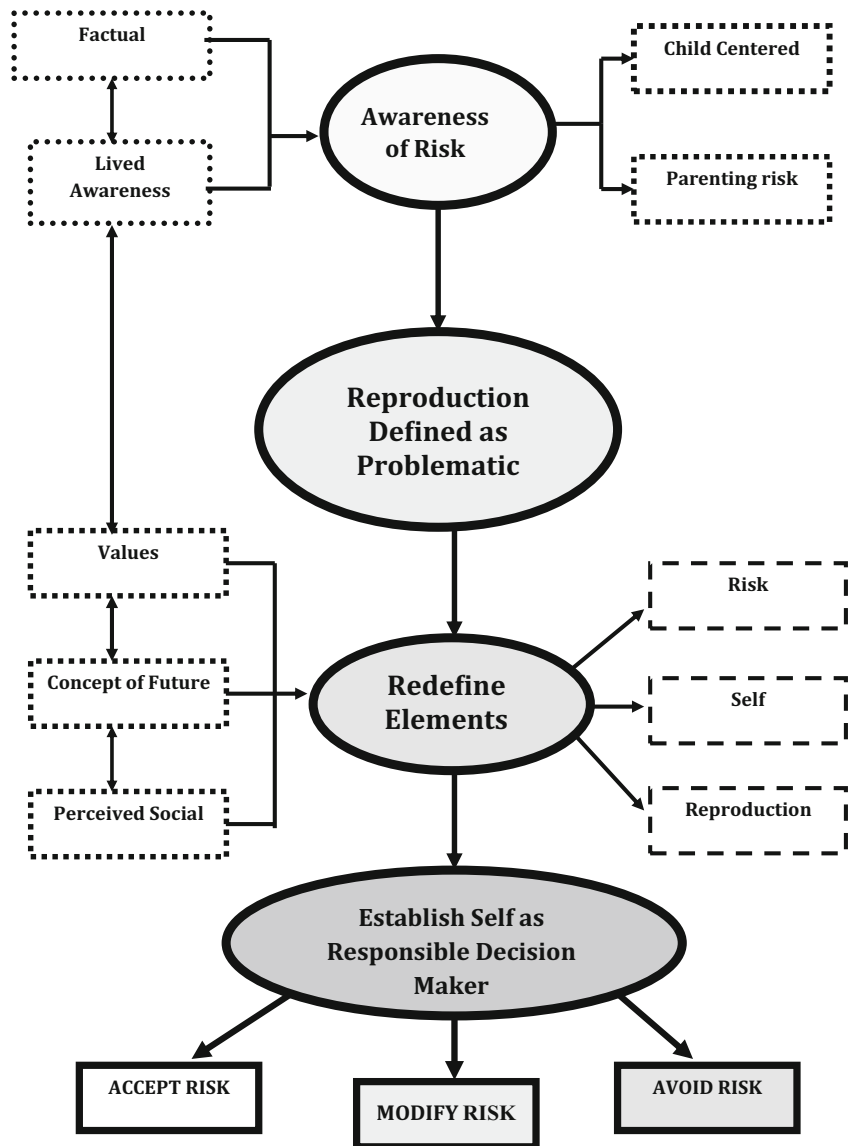 Factual
Child Centered
Awareness
of Risk
Lived
Awareness
Parenting risk
Reproduction
Defined as
Problematic
Values
Risk
Concept of Future
Redefine
Elements
Self
Perceived Social
Reproduction
Establish Self as
Responsible Decision
Maker
ACCEPT RISK
MODIFY RISK
AVOID RISK